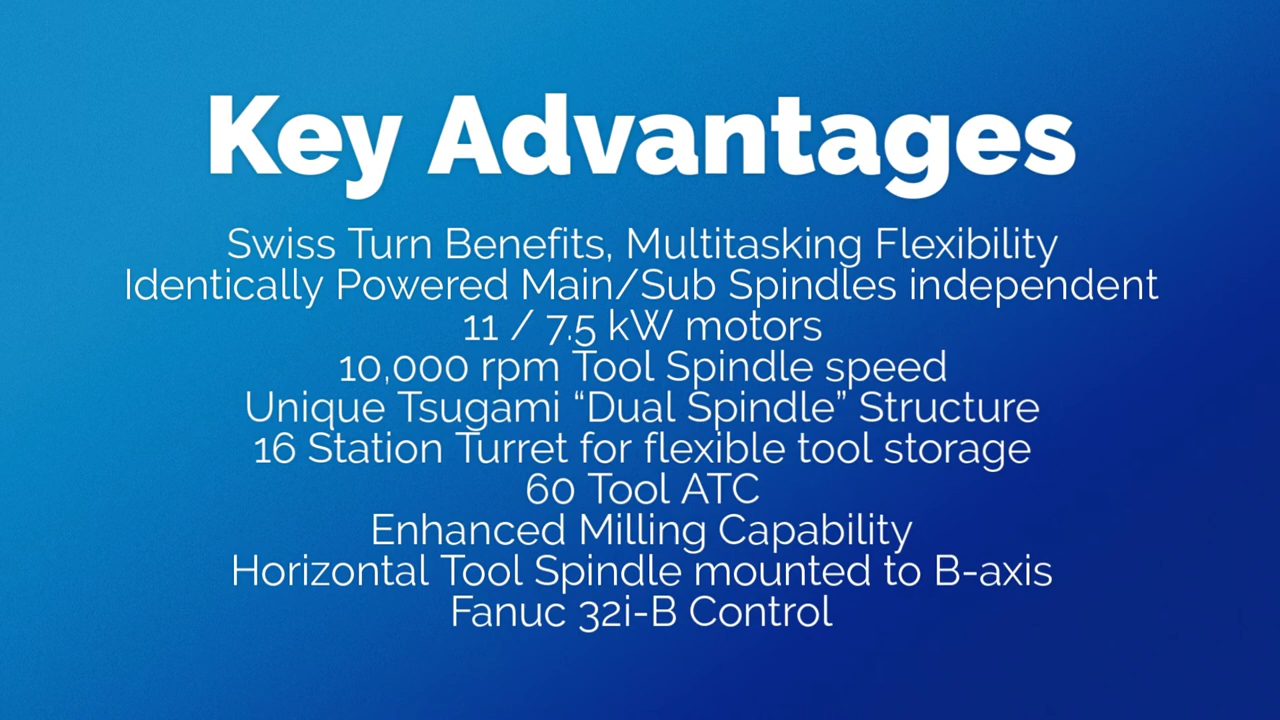 Key Advantages
Swiss Turn Benefits, Multitasking Flexibility
Identically Powered Main/Sub Spindles independent
11 / 7.5 kW motors
10,000 rpm Tool Spindle speed
Unique Tsugami “Dual Spindle” Structure
16 Station Turret for flexible tool storage
60 Tool ATC
Enhanced Milling Capability
Horizontal Tool Spindle mounted to B-axis
Fanuc 32i-B Control